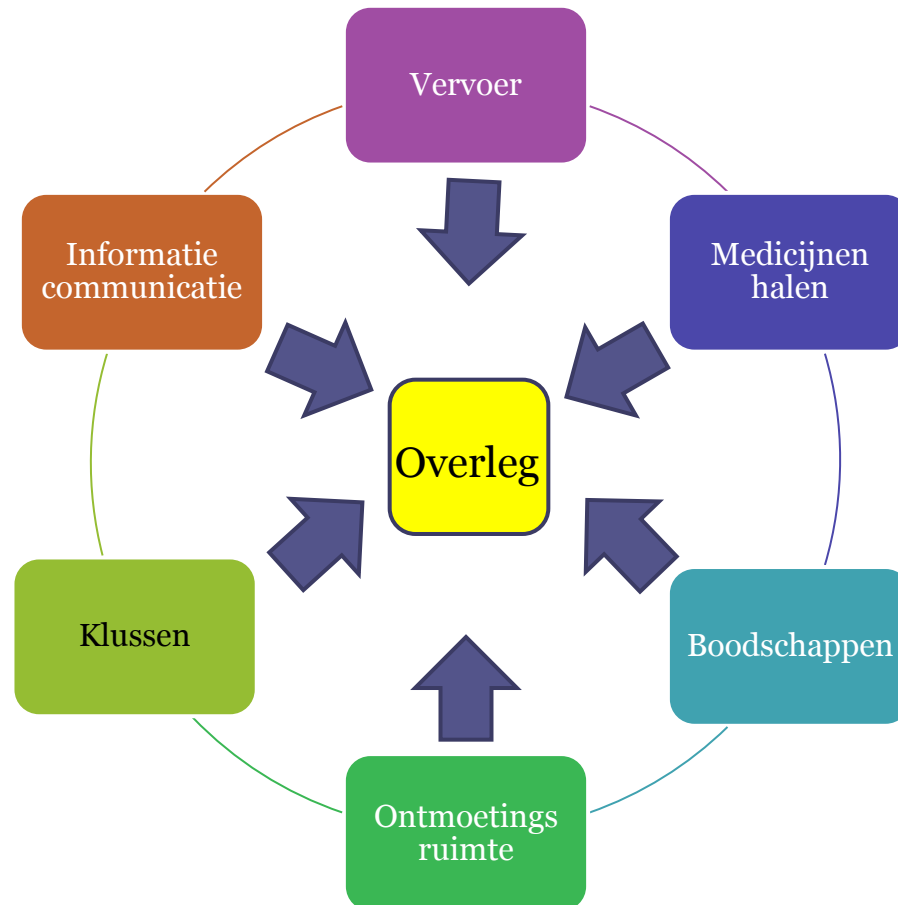 Vervoer
Informatie
communicatie
Medicijnen
halen
Overleg
Klussen
Boodschappen
Ontmoetings
ruimte